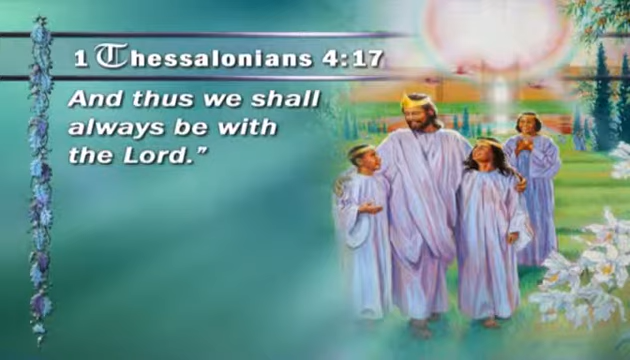 1 Thessalonians 4:17
And thus we shall
always be with
the Lord.”